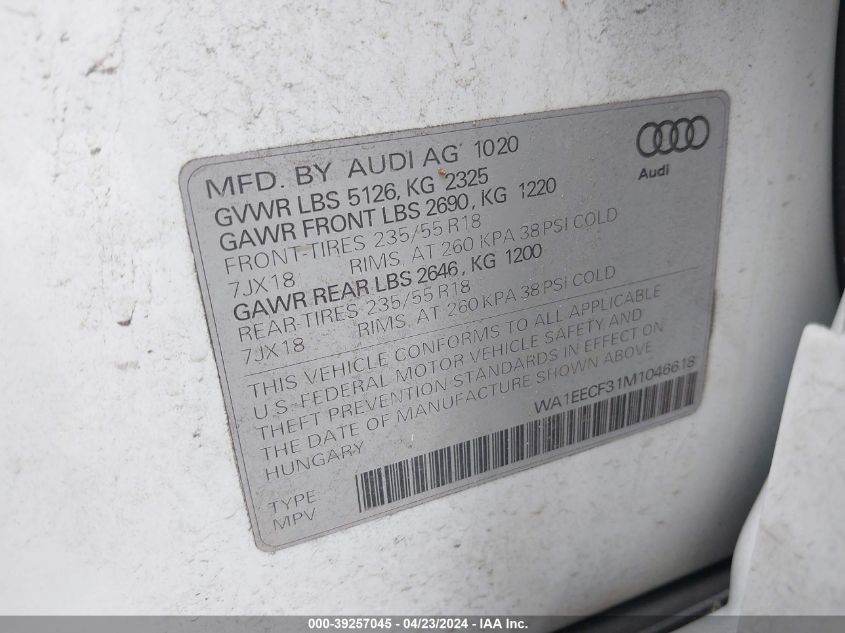 MFD. BY AUDI AG 1020
GVWR LBS 5126, KG 2325
GAWR FRONT LBS 2690, KG 1220
FRONT-TIRES 235/55 R18
7JX18 RIMS, AT 260 KPA 38 PSI COLD
GAWR REAR LBS 2646, KG 1200
REAR-TIRES 235/55 R18
7JX18 RIMS, AT 260 KPA 38 PSI COLD
THIS VEHICLE CONFORMS TO ALL APPLICABLE
U.S-FEDERAL MOTOR VEHICLE SAFETY AND
THEFT PREVENTION STANDARDS IN EFFECT ON
THE DATE OF MANUFACTURE SHOWN ABOVE
HUNGARY
WA1EECF31M1046618
TYPE
MPV
Audi
000-39257045 / 04/23/2024 - IAA Inc.